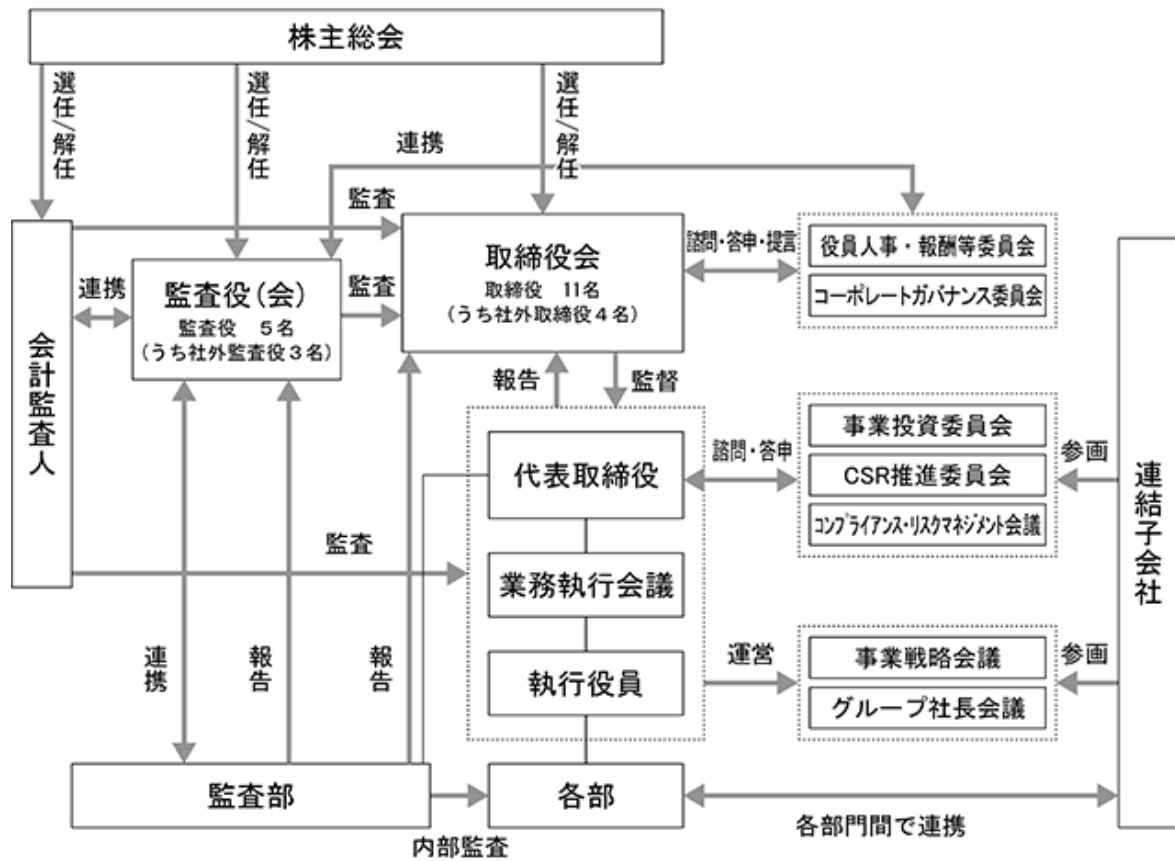 株主総会
選任/解任
選任/解任
選任/解任
連携
監査
取締役会
取締役 11名
(うち社外取締役4名)
諮問・答申・提言
役員人事・報酬等委員会
コーポレートガバナンス委員会
連携
監査役(会)
監査役 5名
(うち社外監査役3名)
監査
会計監査人
報告
監督
代表取締役
諮問・答申
事業投資委員会
CSR推進委員会
コンプライアンス・リスクマネジメント会議
参画
連結子会社
監査
業務執行会議
執行役員
運営
事業戦略会議
グループ社長会議
参画
連携
報告
報告
監査部
内部監査
各部
各部門間で連携